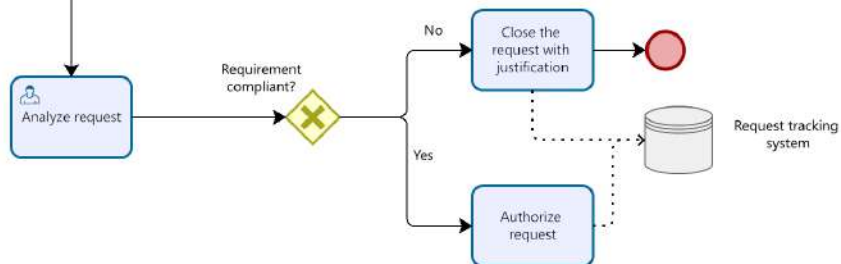 No
Close the
request with
justification
Requirement
compliant?
Analyze request
Request tracking
system
Yes
Authorize
request